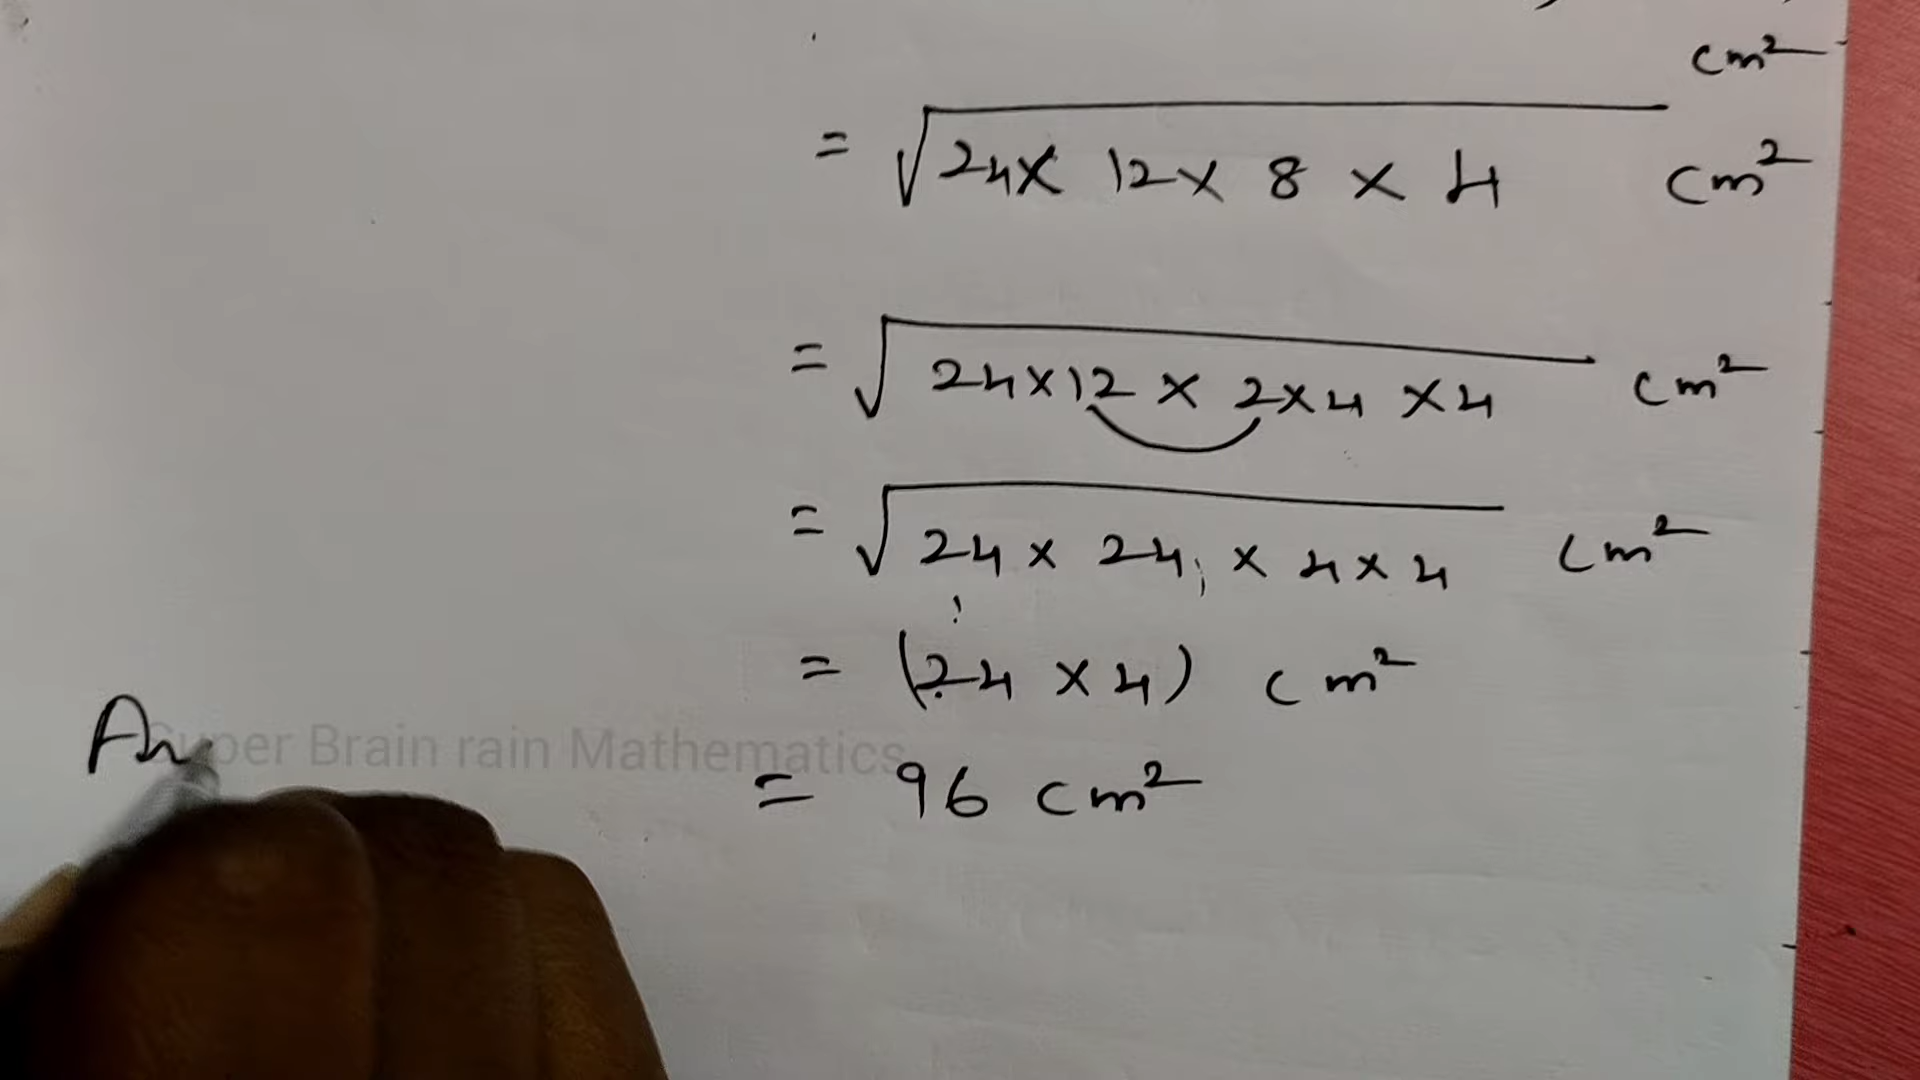 cm²
= √24× 12× 8 × 4 cm²
= √24×12 × 2×4 ×4 cm²
= √24× 24 × 4×4 cm²
= (24 ×4) cm²
Super Brain rain Mathematics
= 96 cm²